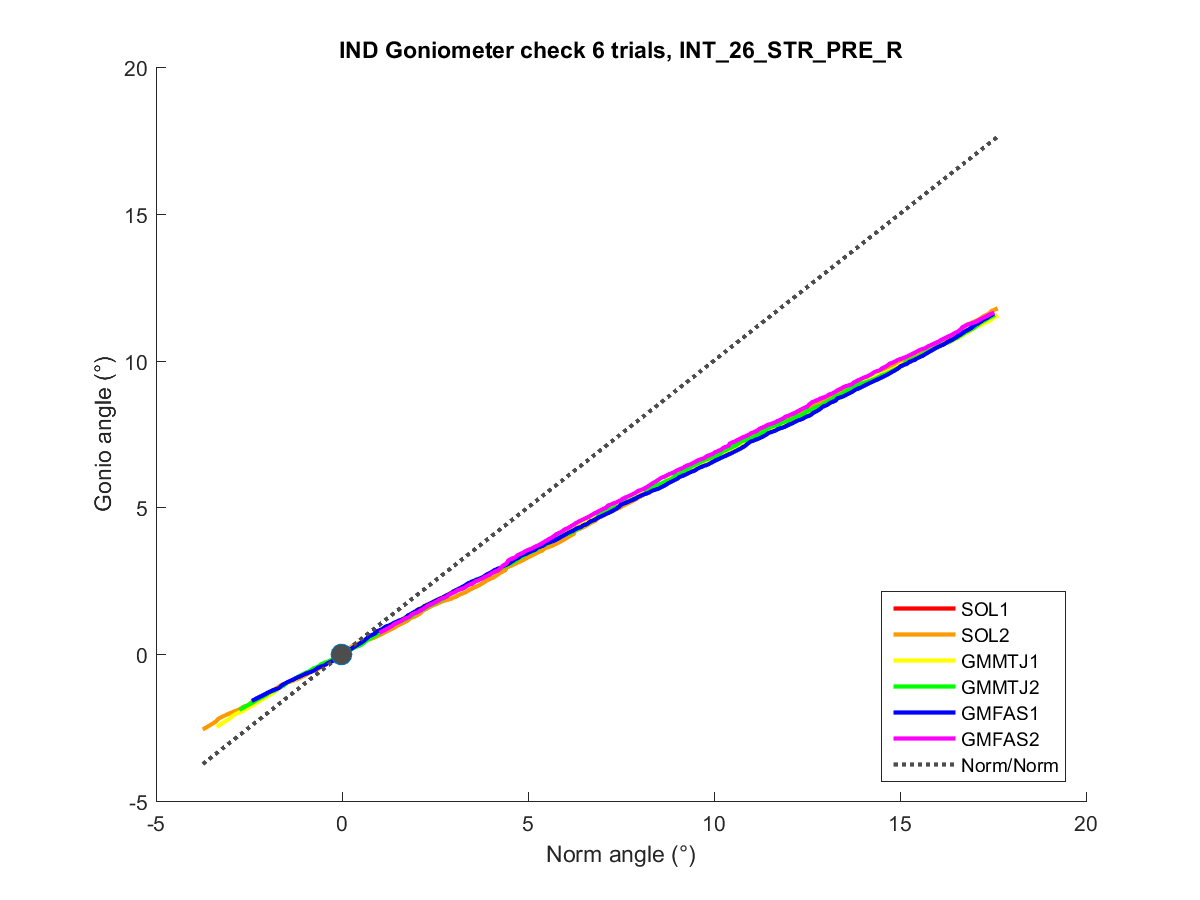 IND Goniometer check 6 trials, INT_26_STR_PRE_R
20
15
10
5
0
-5
Gonio angle (°)
-5 0 5 10 15 20
Norm angle (°)
SOL1
SOL2
GMMTJ1
GMMTJ2
GMFAS1
GMFAS2
Norm/Norm